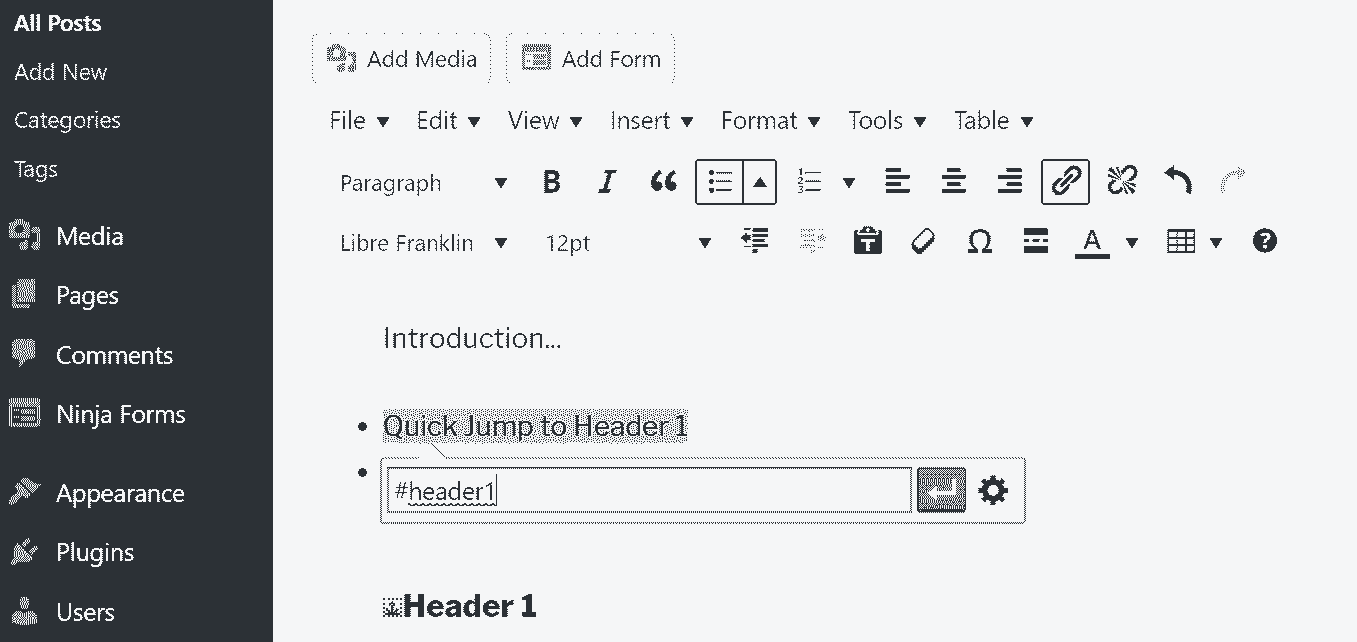 All Posts
Add New
Categories
Tags
Media
Pages
Comments
Ninja Forms
Appearance
Plugins
Users
Add Media Add Form
File Edit View Insert Format Tools Table
Paragraph B I
Libre Franklin 12pt Ω A ?
Introduction...
• Quick Jump to Header 1
• #header1
Header 1